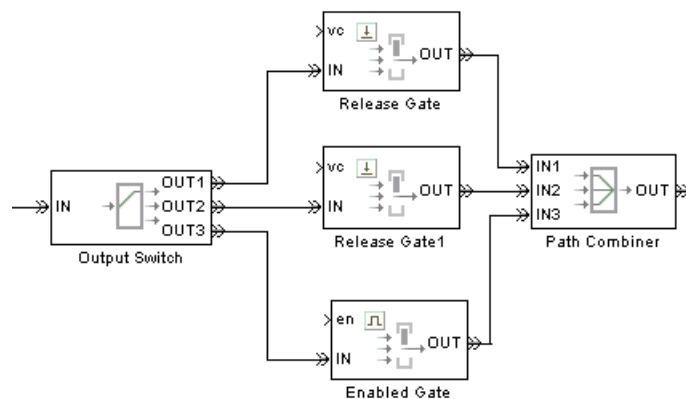 vc
OUT
IN
Release Gate
vc
OUT
IN
Release Gate1
IN
OUT1
OUT2
OUT3
Output Switch
IN1
IN2
IN3
OUT
Path Combiner
en
OUT
IN
Enabled Gate